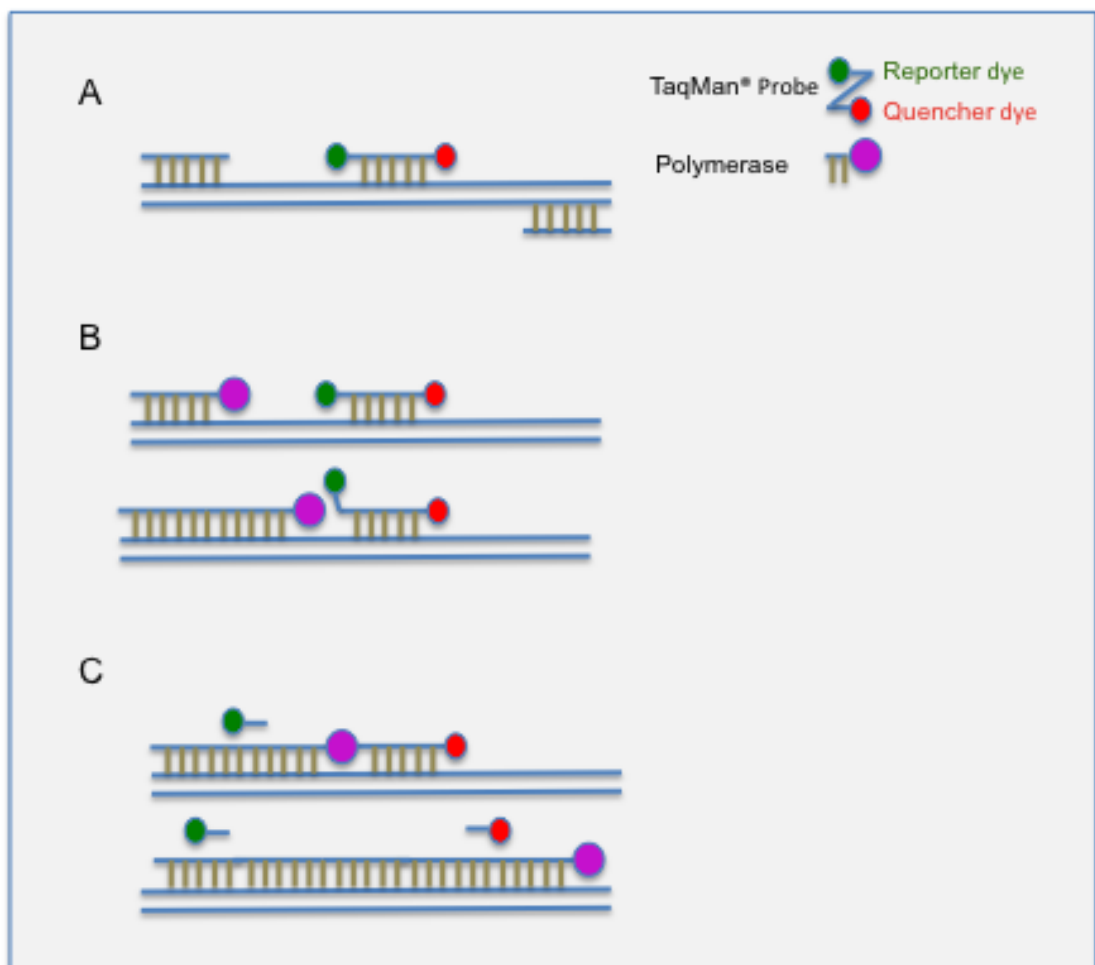 A
TaqMan® Probe
Reporter dye
Quencher dye
Polymerase
B
C